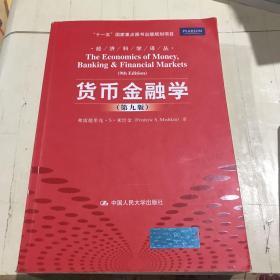 "十一五"国家重点图书出版规划项目
PEARSON
·经·济·科·学·译·丛·
The Economics of Money,
Banking & Financial Markets
(9th Edition)
货币金融学
(第九版)
弗雷德里克·S·米什金 (Frederic S. Mishkin) 著
中国人民大学出版社